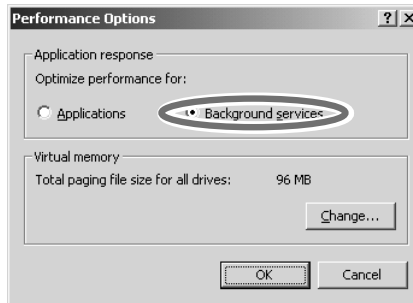 Performance Options
Application response
Optimize performance for:
Applications
Background services
Virtual memory
Total paging file size for all drives: 96 MB
Change...
OK
Cancel